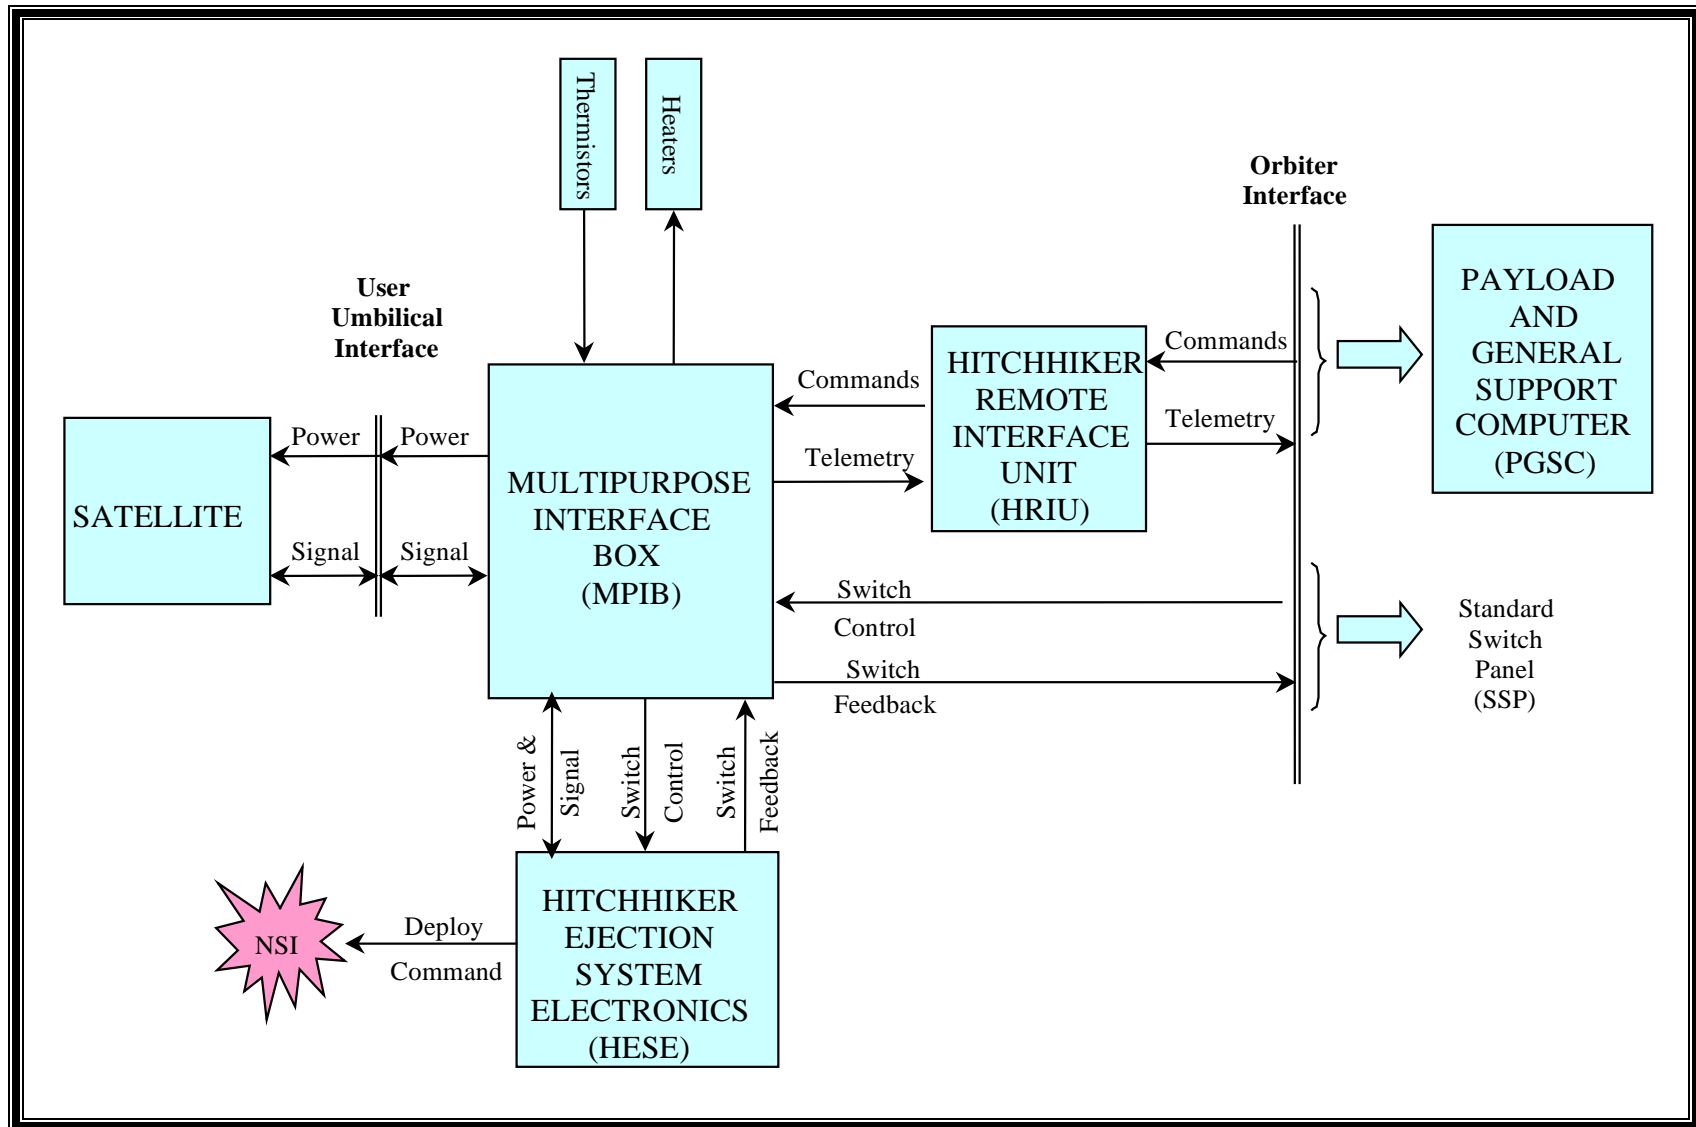 Thermistors
Heaters
Orbiter
Interface
User
Umbilical
Interface
PAYLOAD
AND
GENERAL
SUPPORT
COMPUTER
(PGSC)
Commands
Telemetry
HITCHHIKER
REMOTE
INTERFACE
UNIT
(HRIU)
Commands
Telemetry
Power
Power
SATELLITE
Signal
Signal
MULTIPURPOSE
INTERFACE
BOX
(MPIB)
Switch
Control
Switch
Feedback
Standard
Switch
Panel
(SSP)
Power &
Signal
Switch
Control
Switch
Feedback
NSI
Deploy
Command
HITCHHIKER
EJECTION
SYSTEM
ELECTRONICS
(HESE)